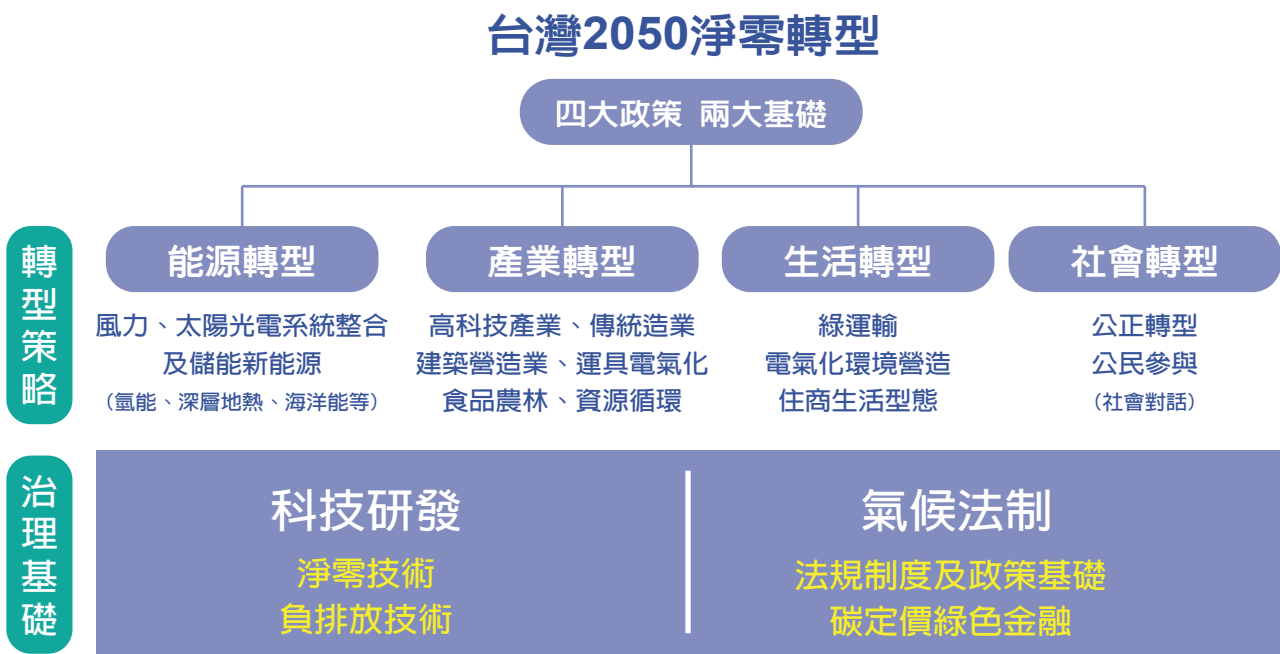 台灣2050淨零轉型
四大政策 兩大基礎
轉型策略
能源轉型
風力、太陽光電系統整合
及儲能新能源
（氫能、深層地熱、海洋能等）
產業轉型
高科技產業、傳統造業
建築營造業、運具電氣化
食品農林、資源循環
生活轉型
綠運輸
電氣化環境營造
住商生活型態
社會轉型
公正轉型
公民參與
（社會對話）
治理基礎
科技研發
淨零技術
負排放技術
氣候法制
法規制度及政策基礎
碳定價綠色金融